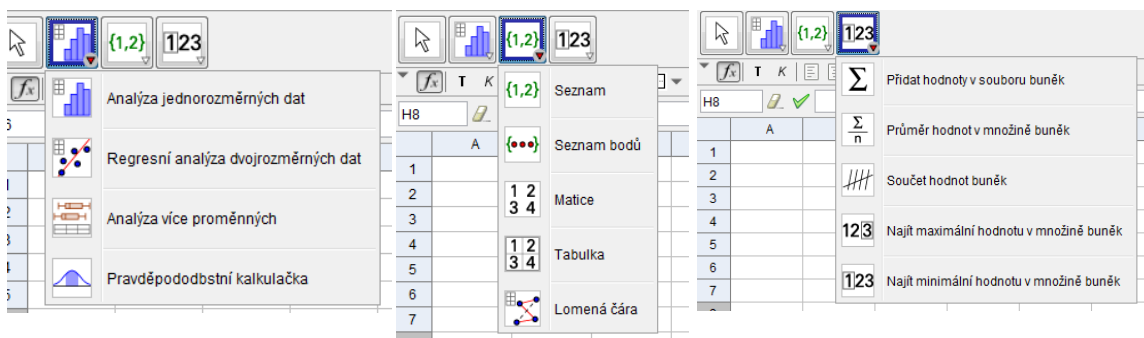 {1,2} 123
fx
Analýza jednorozměrných dat
Regresní analýza dvojrozměrných dat
Analýza více proměnných
Pravděpododbstní kalkulačka
{1,2} 123
fx T K
H8
A
1
2
3
4
5
6
7
{1,2} Seznam
Seznam bodů
1 2
3 4
Matice
1 2
3 4
Tabulka
Lomená čára
{1,2} 123
fx T K
H8
A
1
2
3
4
5
6
7
Σ Přidat hodnoty v souboru buněk
Σ
n
Průměr hodnot v množině buněk
Součet hodnot buněk
123 Najít maximální hodnotu v množině buněk
123 Najít minimální hodnotu v množině buněk